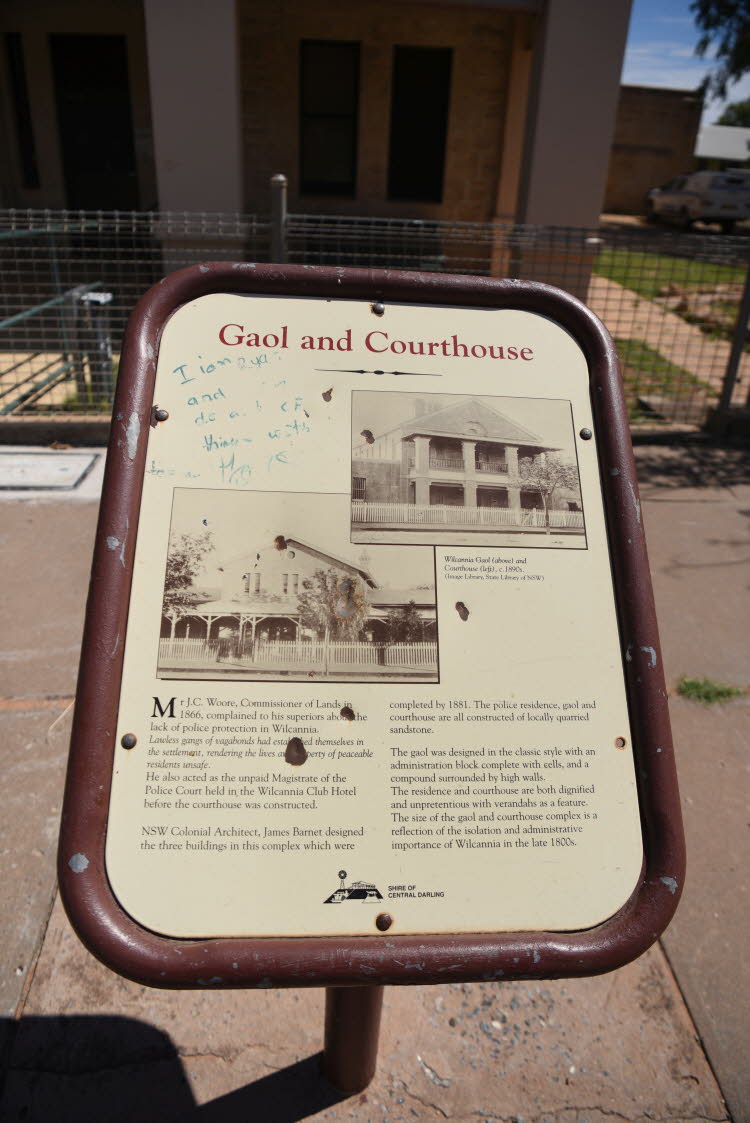 Gaol and Courthouse
and
Wilcannia Gaol (above) and
Courthouse (left), c.1890s.
(Image Library, State Library of NSW)
Mr J.C. Woore, Commissioner of Lands in
1866, complained to his superiors about the
lack of police protection in Wilcannia.
Lawless gangs of vagabonds had established themselves in
the settlement, rendering the lives and property of peaceable
residents unsafe.
He also acted as the unpaid Magistrate of the
Police Court held in the Wilcannia Club Hotel
before the courthouse was constructed.
NSW Colonial Architect, James Barnet designed
the three buildings in this complex which were
completed by 1881. The police residence, gaol and
courthouse are all constructed of locally quarried
sandstone.
The gaol was designed in the classic style with an
administration block complete with cells, and a
compound surrounded by high walls.
The residence and courthouse are both dignified
and unpretentious with verandahs as a feature.
The size of the gaol and courthouse complex is a
reflection of the isolation and administrative
importance of Wilcannia in the late 1800s.
SHIRE OF
CENTRAL DARLING